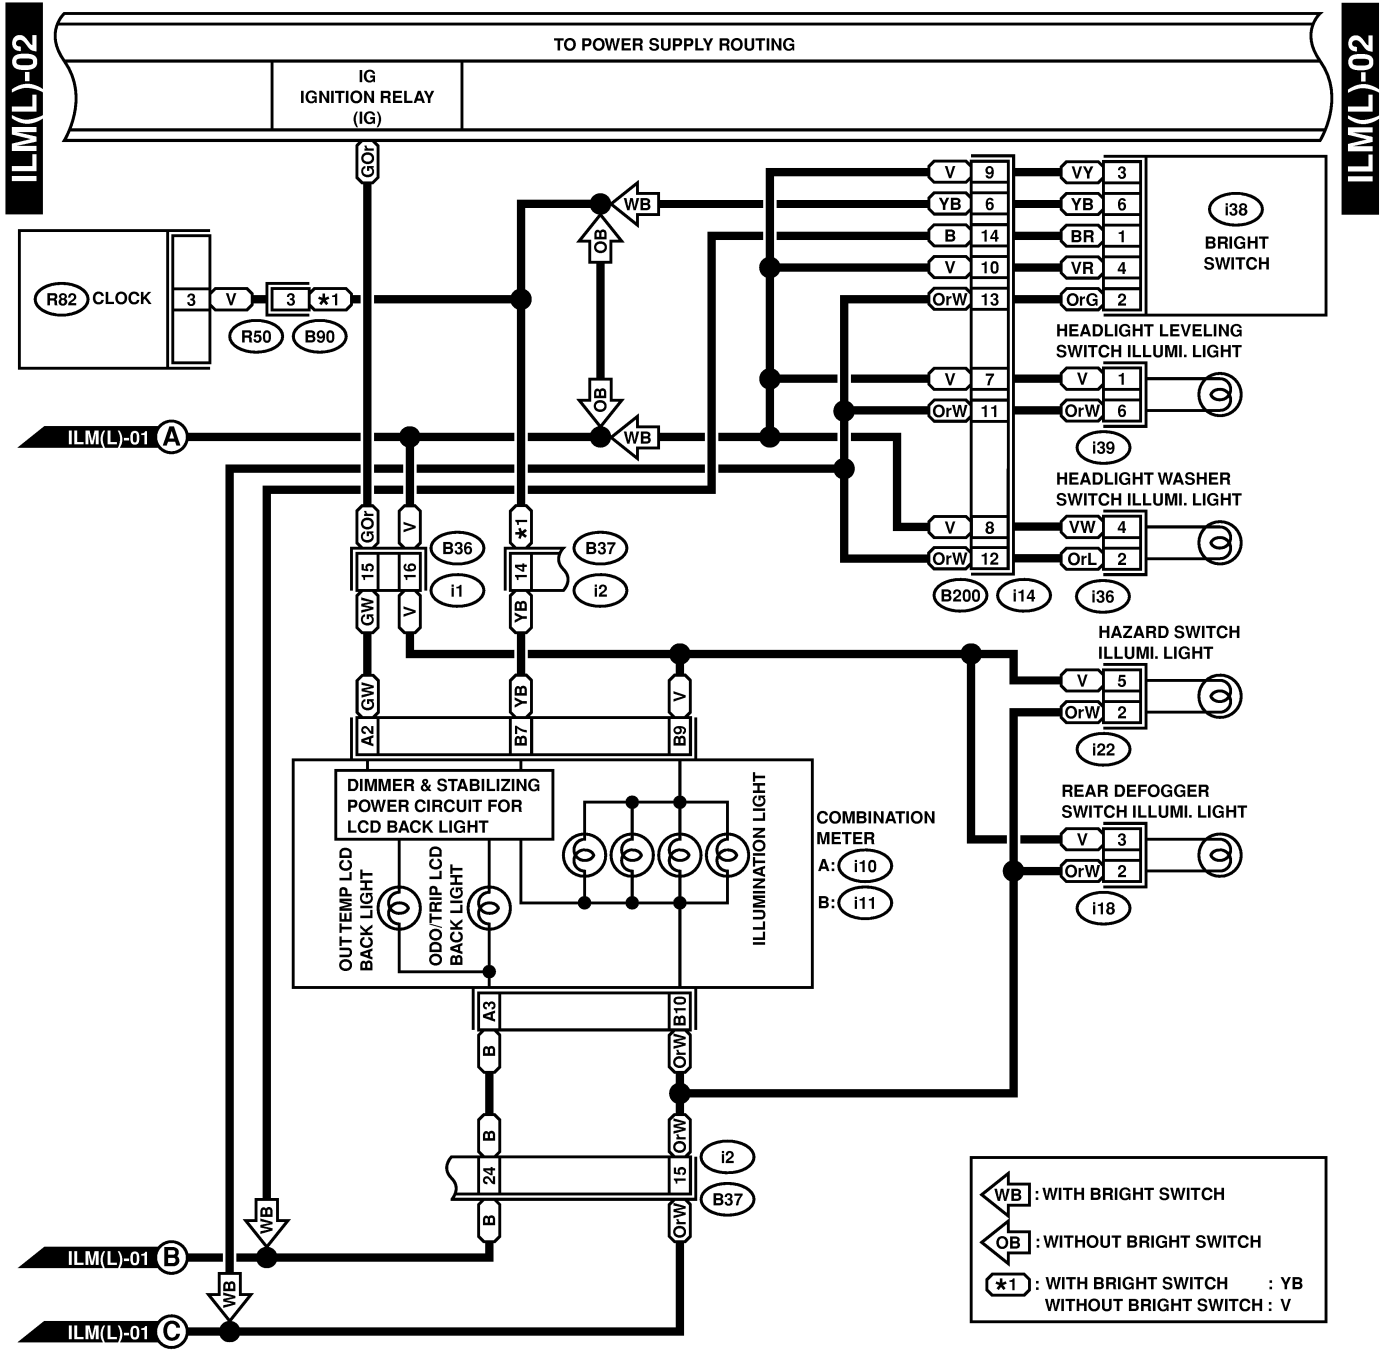 ILM(L)-02
ILM(L)-02
TO POWER SUPPLY ROUTING
IG
IGNITION RELAY
(IG)
GOr
V 9 VY 3
WB YB 6 YB 6
i38
B 14 BR 1
BRIGHT
SWITCH
OB
V 10 VR 4
R82 CLOCK 3 V 3 *1
OrW 13 OrG 2
R50 B90
HEADLIGHT LEVELING
SWITCH ILLUMI. LIGHT
V 7 V 1
OB
OrW 11 OrW 6
ILM(L)-01 A
WB
i39
HEADLIGHT WASHER
SWITCH ILLUMI. LIGHT
GOr V *1
V 8 VW 4
B36 B37
OrW 12 OrL 2
15 16 14
i1 i2
B200 i14 i36
GW V YB
HAZARD SWITCH
ILLUMI. LIGHT
V 5
GW YB V
OrW 2
A2 B7 B9
i22
DIMMER & STABILIZING
POWER CIRCUIT FOR
LCD BACK LIGHT
ILLUMINATION LIGHT
REAR DEFOGGER
SWITCH ILLUMI. LIGHT
COMBINATION
METER
V 3
OUT TEMP LCD
BACK LIGHT
ODO/TRIP LCD
BACK LIGHT
A: i10
OrW 2
B: i11
i18
A3 B10
B OrW
B OrW
i2
24 15
B37
B OrW
WB
WB : WITH BRIGHT SWITCH
OB : WITHOUT BRIGHT SWITCH
ILM(L)-01 B
*1 : WITH BRIGHT SWITCH : YB
WITHOUT BRIGHT SWITCH : V
WB
ILM(L)-01 C